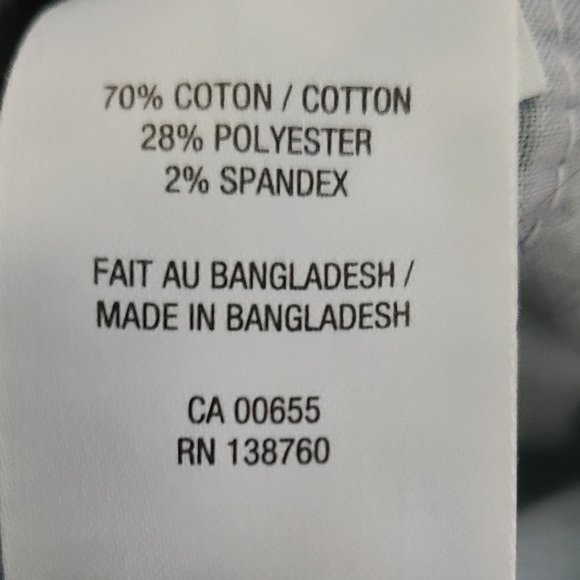 70% COTON / COTTON
28% POLYESTER
2% SPANDEX
FAIT AU BANGLADESH /
MADE IN BANGLADESH
CA 00655
RN 138760